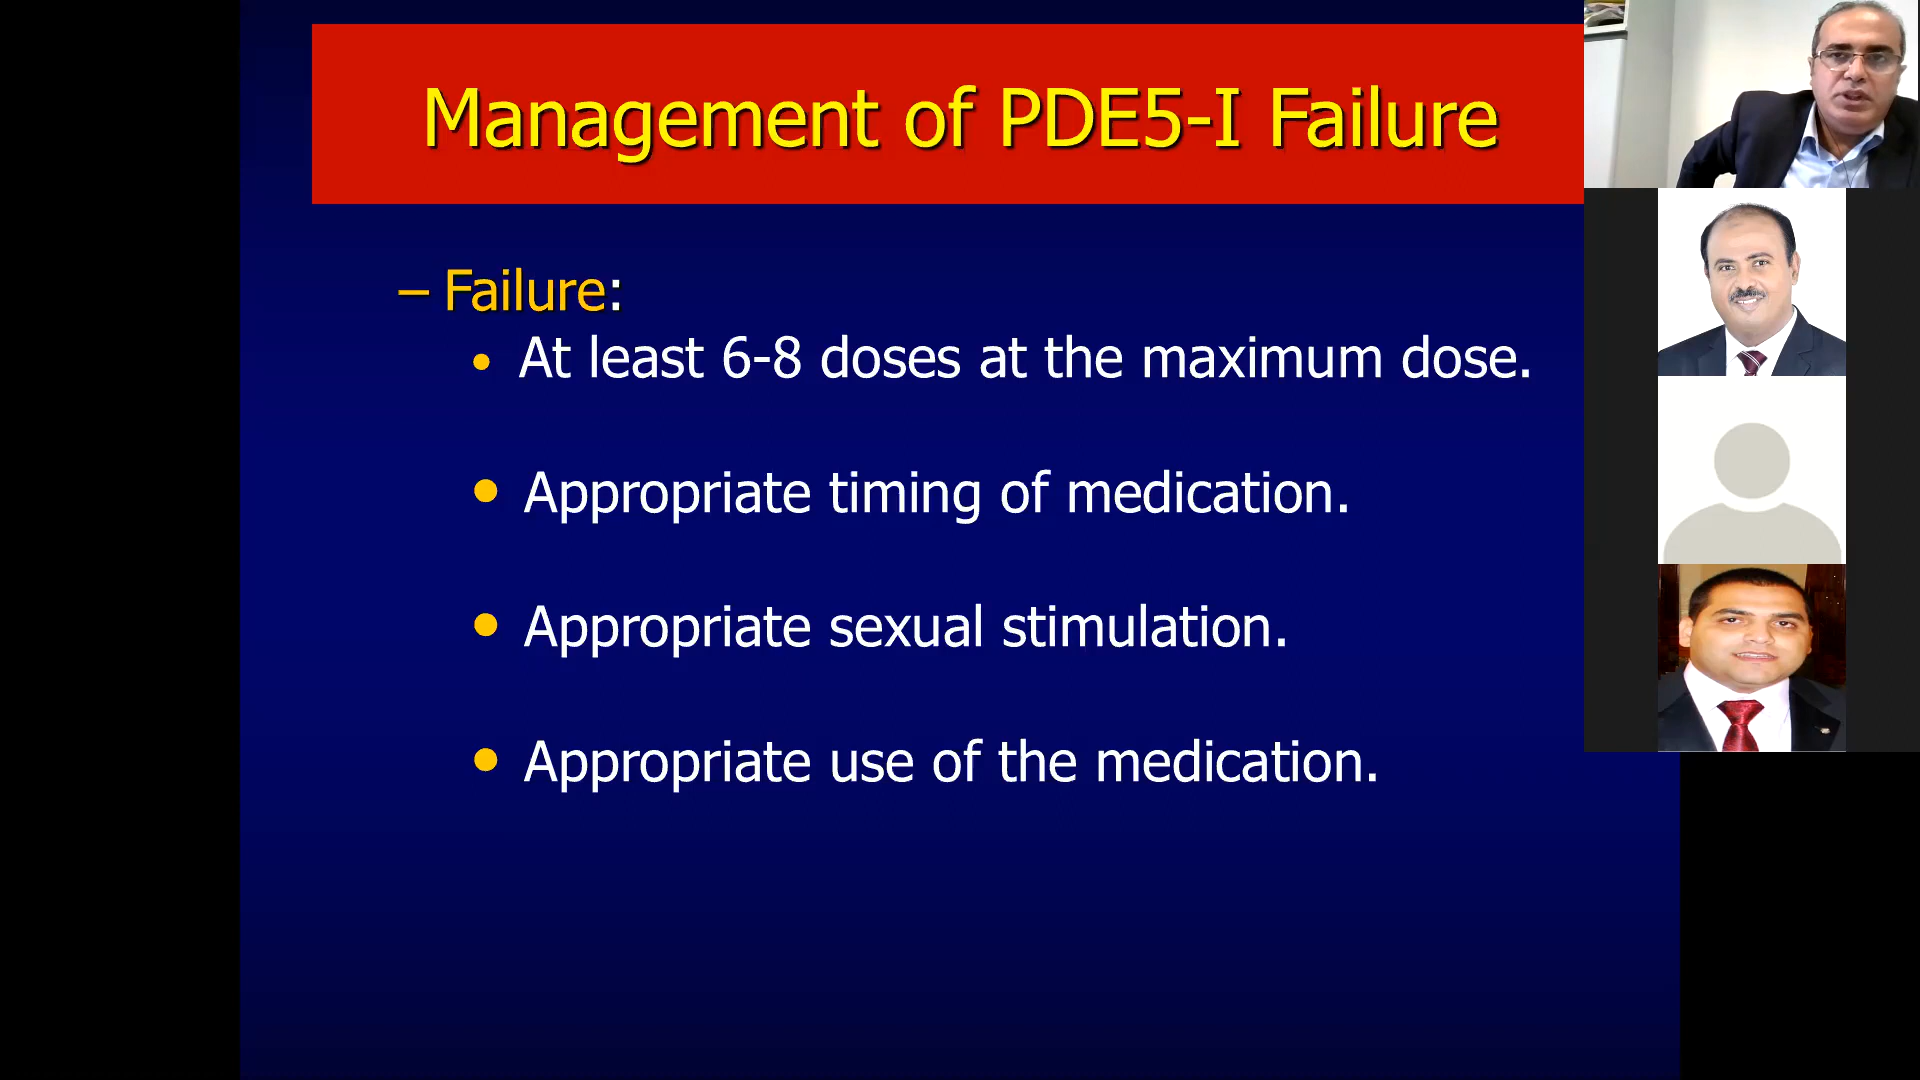 Management of PDE5-I Failure
– Failure:
• At least 6-8 doses at the maximum dose.
• Appropriate timing of medication.
• Appropriate sexual stimulation.
• Appropriate use of the medication.